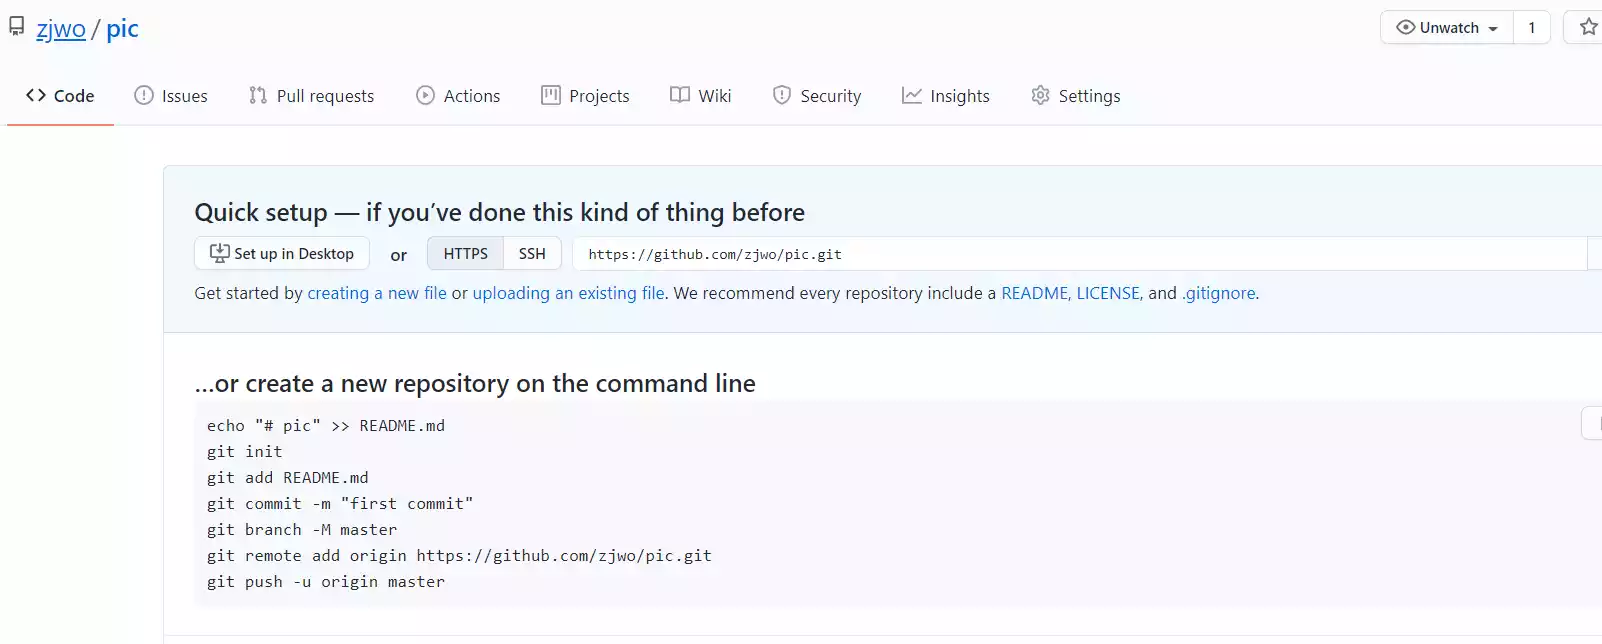 zjwo / pic
Unwatch 1
Code Issues Pull requests Actions Projects Wiki Security Insights Settings
Quick setup — if you’ve done this kind of thing before
Set up in Desktop or HTTPS SSH https://github.com/zjwo/pic.git
Get started by creating a new file or uploading an existing file. We recommend every repository include a README, LICENSE, and .gitignore.
…or create a new repository on the command line
echo "# pic" >> README.md
git init
git add README.md
git commit -m "first commit"
git branch -M master
git remote add origin https://github.com/zjwo/pic.git
git push -u origin master